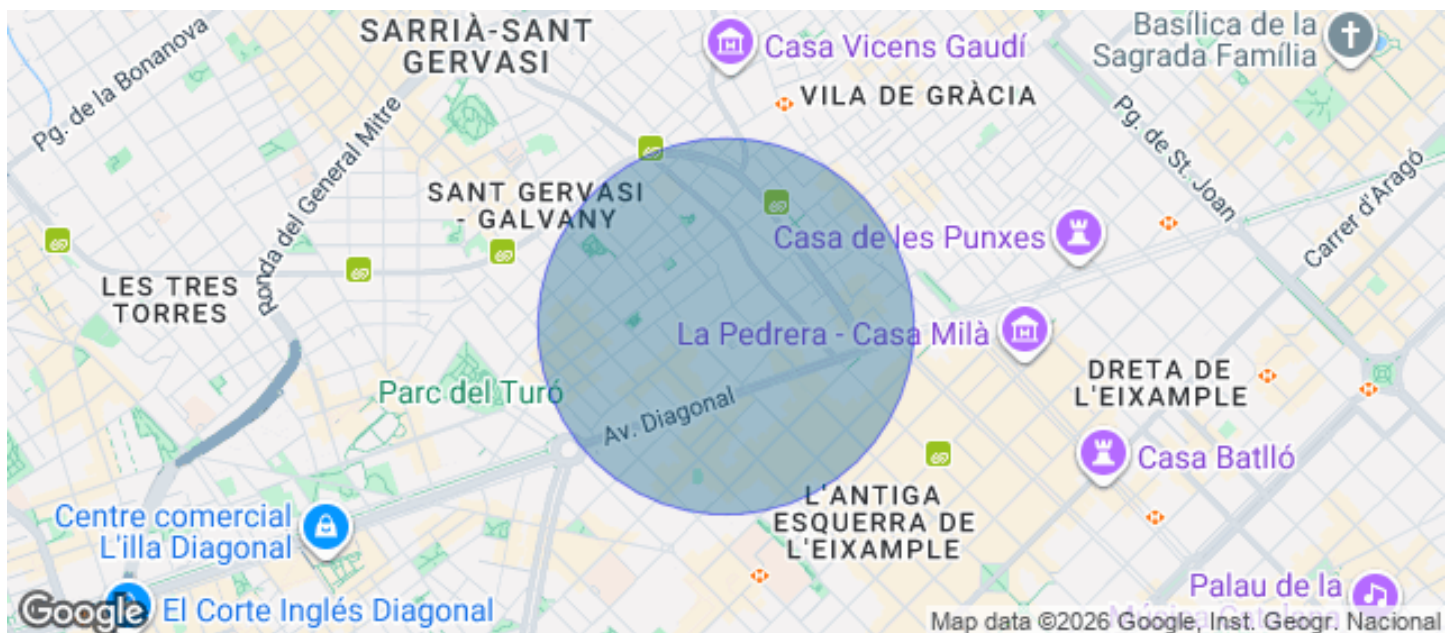 SARRIÀ-SANT
GERVASI
Casa Vicens Gaudí
Basílica de la
Sagrada Família
Pg. de la Bonanova
VILA DE GRÀCIA
Ronda del General Mitre
Pg. de St. Joan
Carrer d'Aragó
SANT GERVASI
- GALVANY
Casa de les Punxes
LES TRES
TORRES
La Pedrera - Casa Milà
DRETA DE
L'EIXAMPLE
Parc del Turó
Av. Diagonal
Casa Batlló
L'ANTIGA
ESQUERRA DE
L'EIXAMPLE
Centre comercial
L'illa Diagonal
Palau de la
Música Catalana
El Corte Inglés Diagonal
Google
Map data ©2026 Google, Inst. Geogr. Nacional